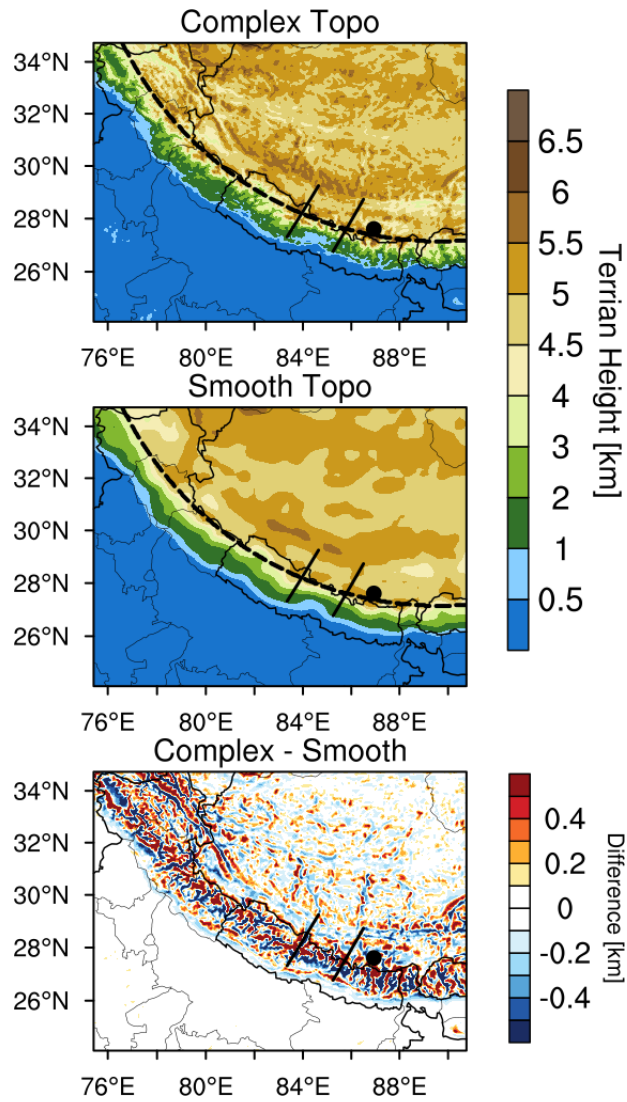 Complex Topo
34°N
32°N
30°N
28°N
26°N
76°E 80°E 84°E 88°E
Smooth Topo
34°N
32°N
30°N
28°N
26°N
76°E 80°E 84°E 88°E
6.5
6
5.5
5
4.5
4
3
2
1
0.5
Terrian Height [km]
Complex - Smooth
34°N
32°N
30°N
28°N
26°N
76°E 80°E 84°E 88°E
0.4
0.2
0
-0.2
-0.4
Difference [km]